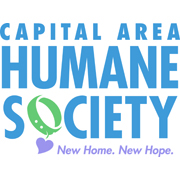 CAPITAL AREA
HUMANE
SOCIETY
New Home. New Hope.